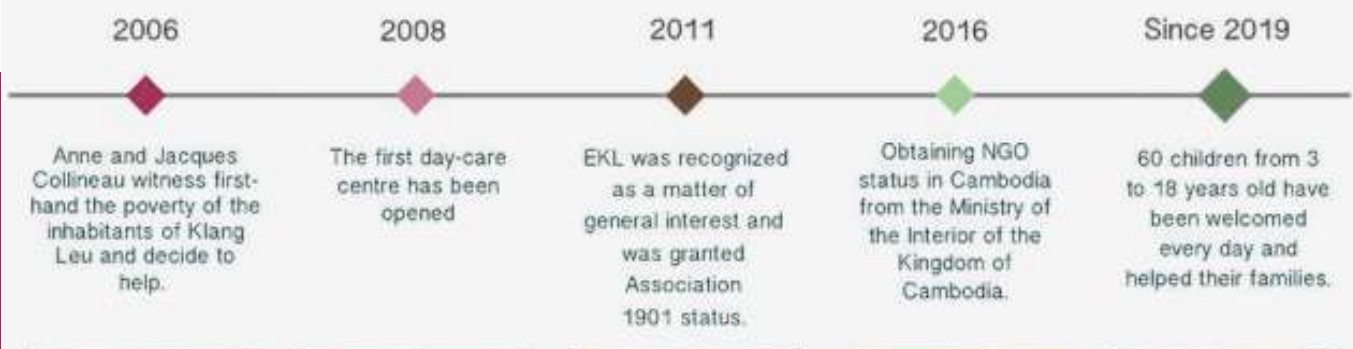 2006
Anne and Jacques
Collineau witness first-
hand the poverty of the
inhabitants of Klang
Leu and decide to
help.
2008
The first day-care
centre has been
opened
2011
EKL was recognized
as a matter of
general interest and
was granted
Association
1901 status.
2016
Obtaining NGO
status in Cambodia
from the Ministry of
the Interior of the
Kingdom of
Cambodia.
Since 2019
60 children from 3
to 18 years old have
been welcomed
every day and
helped their families.